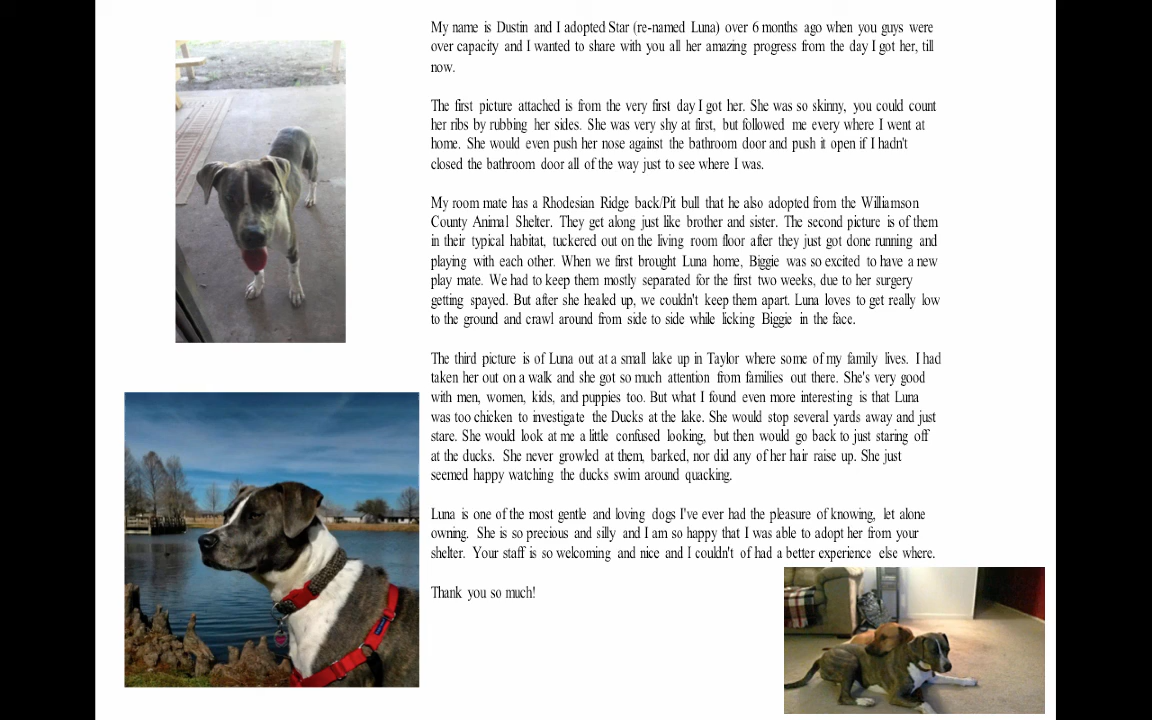 My name is Dustin and I adopted Star (re-named Luna) over 6 months ago when you guys were
over capacity and I wanted to share with you all her amazing progress from the day I got her, till
now.
The first picture attached is from the very first day I got her. She was so skinny, you could count
her ribs by rubbing her sides. She was very shy at first, but followed me every where I went at
home. She would even push her nose against the bathroom door and push it open if I hadn't
closed the bathroom door all of the way just to see where I was.
My room mate has a Rhodesian Ridge back/Pit bull that he also adopted from the Williamson
County Animal Shelter. They get along just like brother and sister. The second picture is of them
in their typical habitat, tuckered out on the living room floor after they just got done running and
playing with each other. When we first brought Luna home, Biggie was so excited to have a new
play mate. We had to keep them mostly separated for the first two weeks, due to her surgery
getting spayed. But after she healed up, we couldn't keep them apart. Luna loves to get really low
to the ground and crawl around from side to side while licking Biggie in the face.
The third picture is of Luna out at a small lake up in Taylor where some of my family lives. I had
taken her out on a walk and she got so much attention from families out there. She's very good
with men, women, kids, and puppies too. But what I found even more interesting is that Luna
was too chicken to investigate the Ducks at the lake. She would stop several yards away and just
stare. She would look at me a little confused looking, but then would go back to just staring off
at the ducks. She never growled at them, barked, nor did any of her hair raise up. She just
seemed happy watching the ducks swim around quacking.
Luna is one of the most gentle and loving dogs I've ever had the pleasure of knowing, let alone
owning. She is so precious and silly and I am so happy that I was able to adopt her from your
shelter. Your staff is so welcoming and nice and I couldn't of had a better experience else where.
Thank you so much!